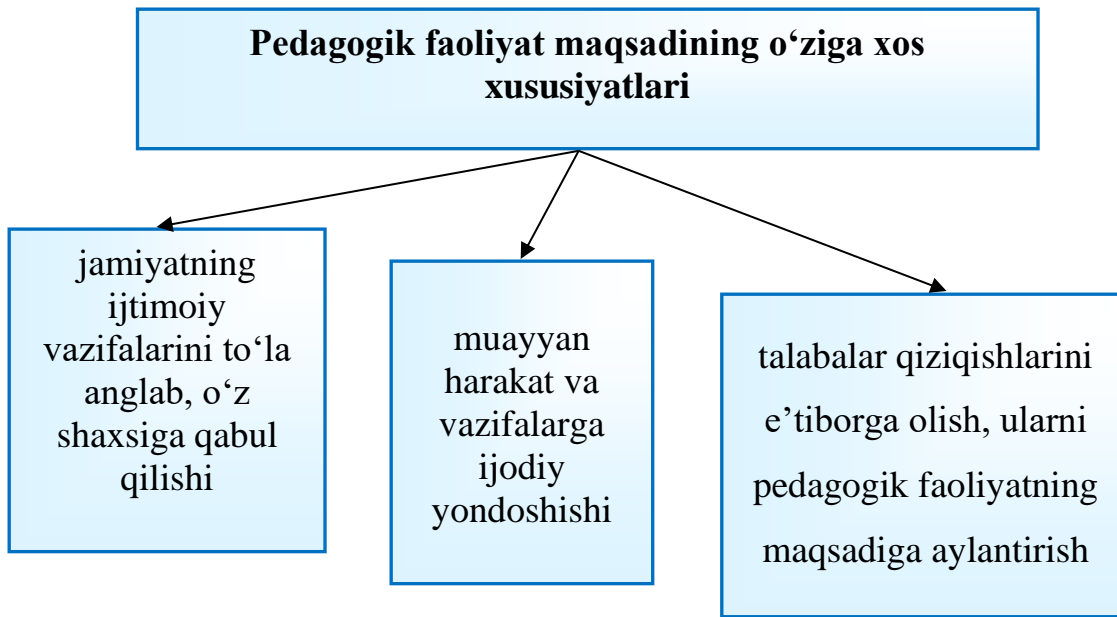 Pedagogik faoliyat maqsadining o‘ziga xos
xususiyatlari
jamiyatning
ijtimoiy
vazifalarini to‘la
anglab, o‘z
shaxsiga qabul
qilishi
muayyan
harakat va
vazifalarga
ijodiy
yondoshishi
talabalar qiziqishlarini
e’tiborga olish, ularni
pedagogik faoliyatning
maqsadiga aylantirish